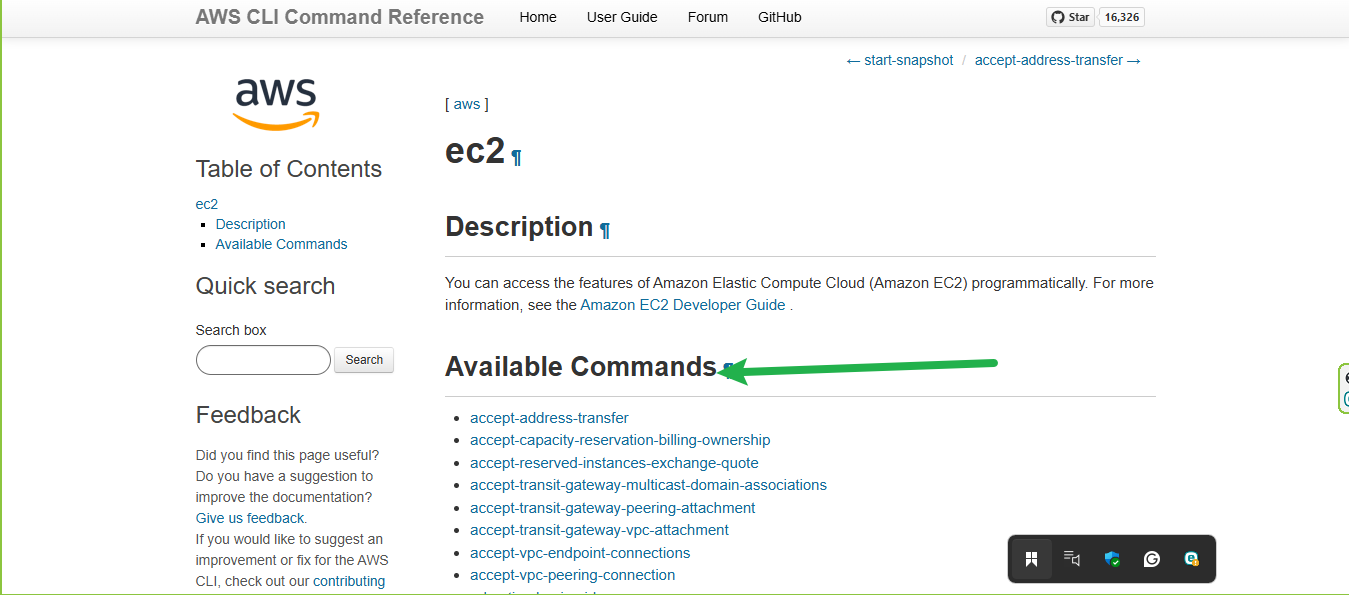 AWS CLI Command Reference Home User Guide Forum GitHub Star 16,326
← start-snapshot / accept-address-transfer →
aws
Table of Contents
ec2
Description
Available Commands
Quick search
Search box
Search
Feedback
Did you find this page useful?
Do you have a suggestion to
improve the documentation?
Give us feedback.
If you would like to suggest an
improvement or fix for the AWS
CLI, check out our contributing
[ aws ]
ec2 ¶
Description ¶
You can access the features of Amazon Elastic Compute Cloud (Amazon EC2) programmatically. For more
information, see the Amazon EC2 Developer Guide .
Available Commands ¶
accept-address-transfer
accept-capacity-reservation-billing-ownership
accept-reserved-instances-exchange-quote
accept-transit-gateway-multicast-domain-associations
accept-transit-gateway-peering-attachment
accept-transit-gateway-vpc-attachment
accept-vpc-endpoint-connections
accept-vpc-peering-connection